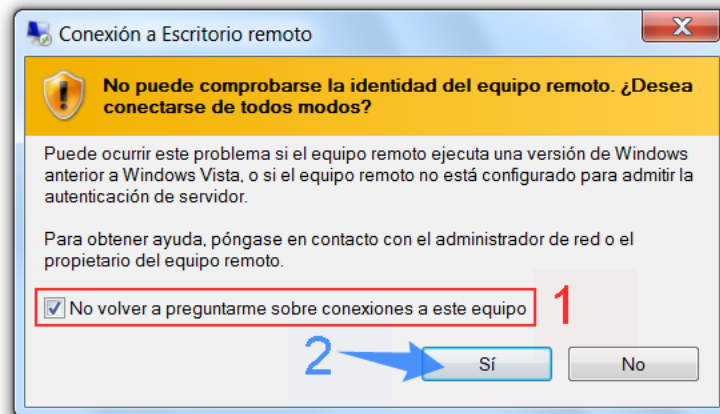 Conexión a Escritorio remoto
No puede comprobarse la identidad del equipo remoto. ¿Desea
conectarse de todos modos?
Puede ocurrir este problema si el equipo remoto ejecuta una versión de Windows
anterior a Windows Vista, o si el equipo remoto no está configurado para admitir la
autenticación de servidor.
Para obtener ayuda, póngase en contacto con el administrador de red o el
propietario del equipo remoto.
No volver a preguntarme sobre conexiones a este equipo 1
2 Sí No